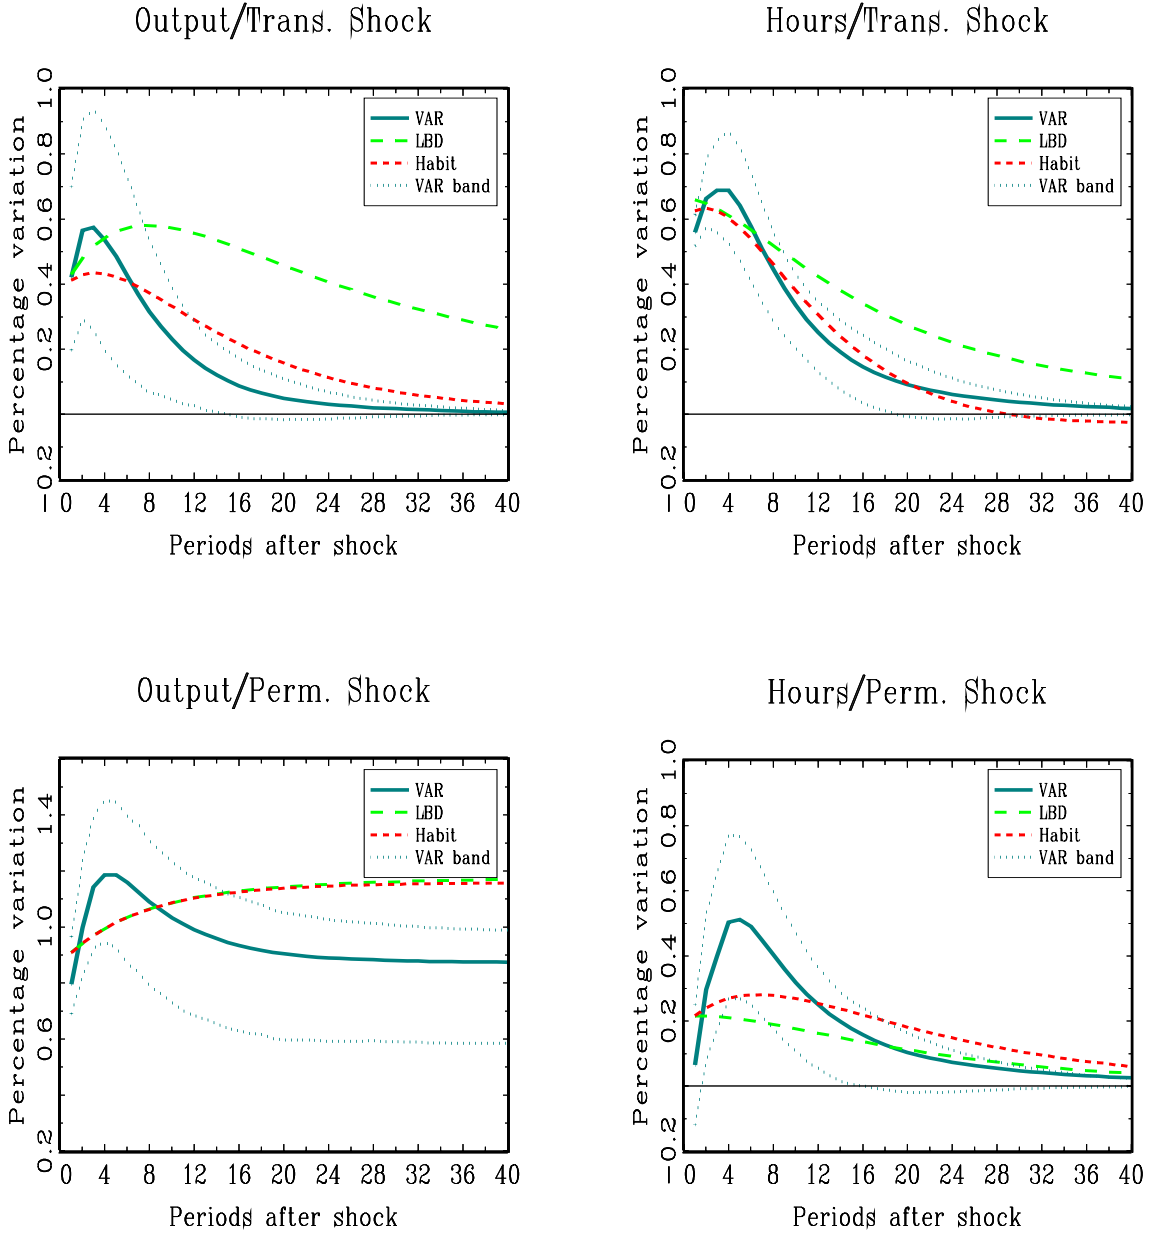 Output/Trans. Shock
Percentage variation
1.0
0.8
0.6
0.4
0.2
0.2
VAR
LBD
Habit
VAR band
0 4 8 12 16 20 24 28 32 36 40
Periods after shock
Hours/Trans. Shock
Percentage variation
1.0
0.8
0.6
0.4
0.2
0.2
VAR
LBD
Habit
VAR band
0 4 8 12 16 20 24 28 32 36 40
Periods after shock
Output/Perm. Shock
Percentage variation
1.4
1.0
0.6
0.2
VAR
LBD
Habit
VAR band
0 4 8 12 16 20 24 28 32 36 40
Periods after shock
Hours/Perm. Shock
Percentage variation
1.0
0.8
0.6
0.4
0.2
0.2
VAR
LBD
Habit
VAR band
0 4 8 12 16 20 24 28 32 36 40
Periods after shock